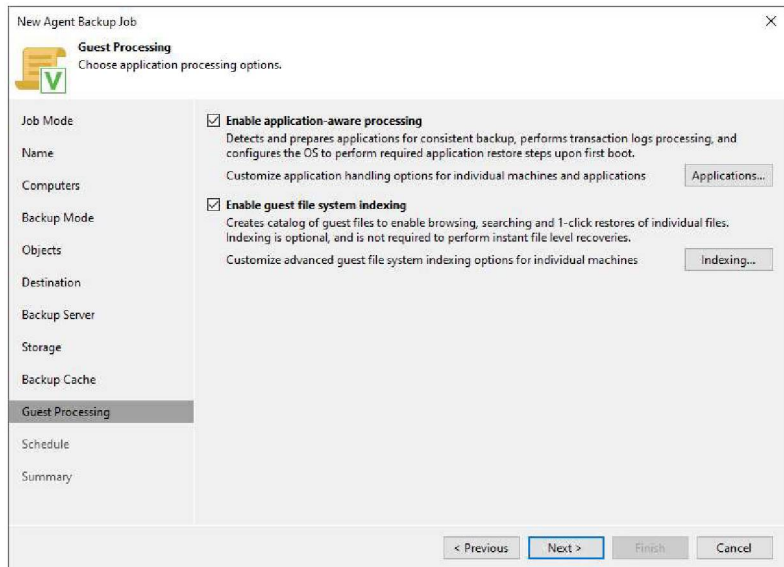 New Agent Backup Job
Guest Processing
Choose application processing options.
Job Mode
Name
Computers
Backup Mode
Objects
Destination
Backup Server
Storage
Backup Cache
Guest Processing
Schedule
Summary
Enable application-aware processing
Detects and prepares applications for consistent backup, performs transaction logs processing, and
configures the OS to perform required application restore steps upon first boot.
Customize application handling options for individual machines and applications
Applications...
Enable guest file system indexing
Creates catalog of guest files to enable browsing, searching and 1-click restores of individual files.
Indexing is optional, and is not required to perform instant file level recoveries.
Customize advanced guest file system indexing options for individual machines
Indexing...
< Previous
Next >
Finish
Cancel